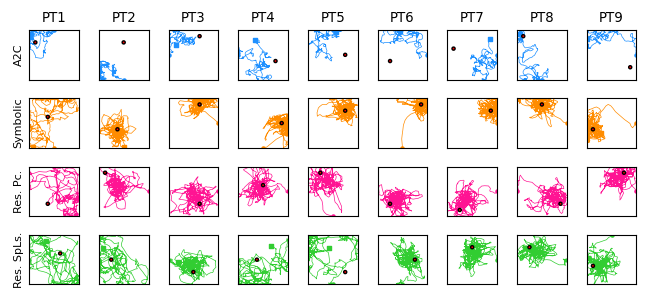 PT1 PT2 PT3 PT4 PT5 PT6 PT7 PT8 PT9
A2C
Symbolic
Res. Pc.
Res. SpLs.